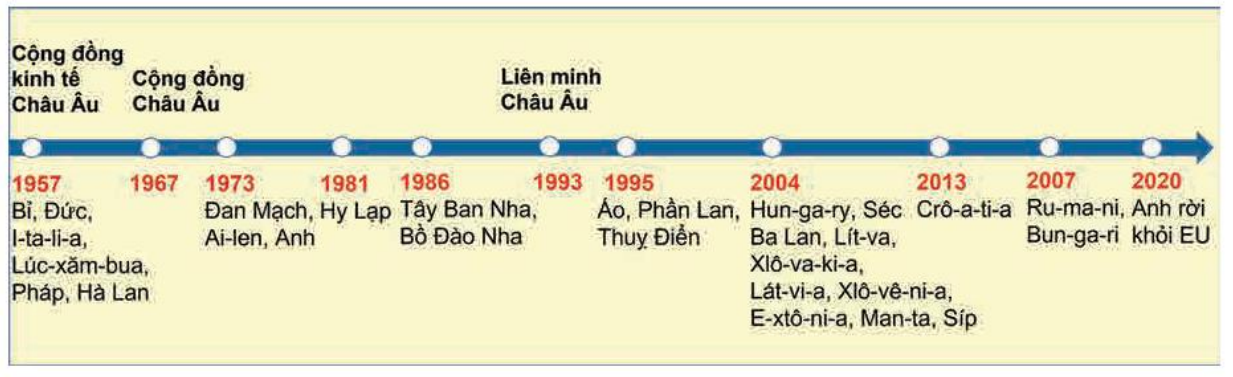 Cộng đồng
kinh tế
Châu Âu
Cộng đồng
Châu Âu
Liên minh
Châu Âu
1957
Bỉ, Đức,
I-ta-li-a,
Lúc-xăm-bua,
Pháp, Hà Lan
1967
1973
Đan Mạch,
Ai-len, Anh
1981
Hy Lạp
1986
Tây Ban Nha,
Bồ Đào Nha
1993
1995
Áo, Phần Lan,
Thuỵ Điển
2004
Hun-ga-ry, Séc
Ba Lan, Lít-va,
Xlô-va-ki-a,
Lát-vi-a, Xlô-vê-ni-a,
E-xtô-ni-a, Man-ta, Síp
2013
Crô-a-ti-a
2007
Ru-ma-ni,
Bun-ga-ri
2020
Anh rời
khỏi EU